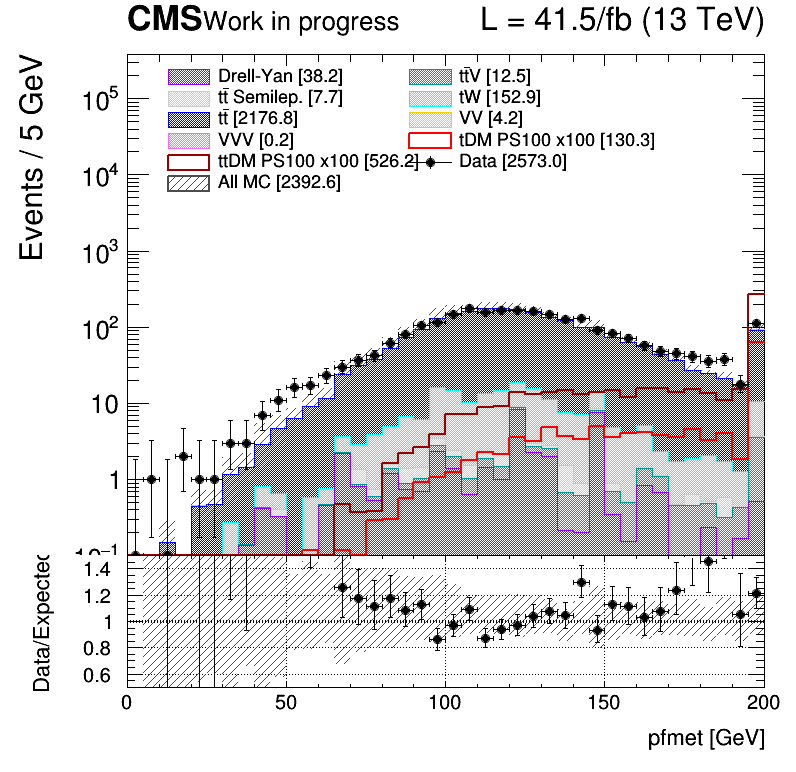 CMS Work in progress L = 41.5/fb (13 TeV)
Events / 5 GeV
10⁵
10⁴
10³
10²
10
1
10⁻¹
Drell-Yan [38.2]
tt̄V [12.5]
tt̄ Semilep. [7.7]
tW [152.9]
tt̄ [2176.8]
VV [4.2]
VVV [0.2]
tDM PS100 x100 [130.3]
ttDM PS100 x100 [526.2]
Data [2573.0]
All MC [2392.6]
Data/Expected
1.4
1.2
1
0.8
0.6
0 50 100 150 200
pfmet [GeV]